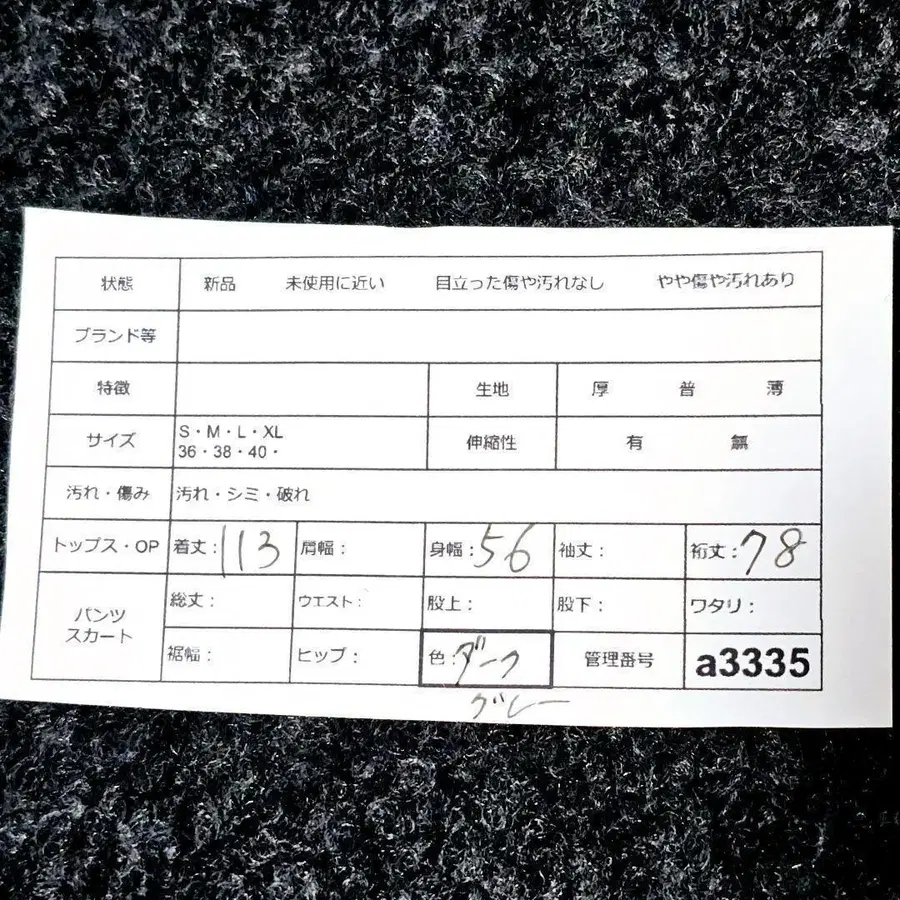 状態 新品 未使用に近い 目立った傷や汚れなし やや傷や汚れあり
ブランド等
特徴 生地 厚 普 薄
サイズ S・M・L・XL 伸縮性 有 無
36・38・40・
汚れ・傷み 汚れ・シミ・破れ
トップス・OP 着丈：113 肩幅： 身幅：56 袖丈： 裄丈：78
パンツ 総丈： ウエスト： 股上： 股下： ワタリ：
スカート
裾幅： ヒップ： 色：ダーク 管理番号 a3335
グレー